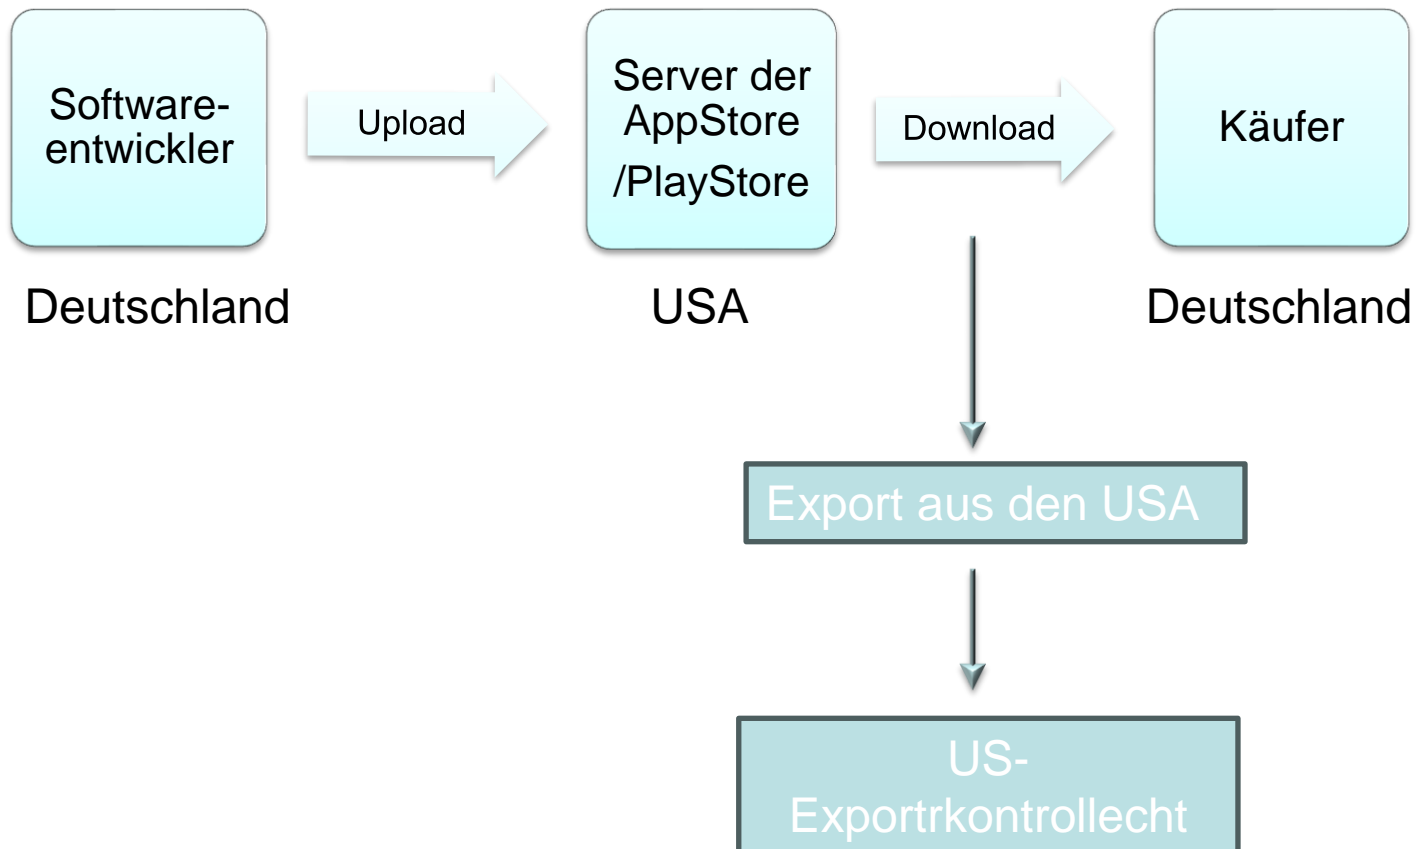 Software-
entwickler
Upload
Server der
AppStore
/PlayStore
Download
Käufer
Deutschland
USA
Deutschland
Export aus den USA
US-
Exportrkontrollecht